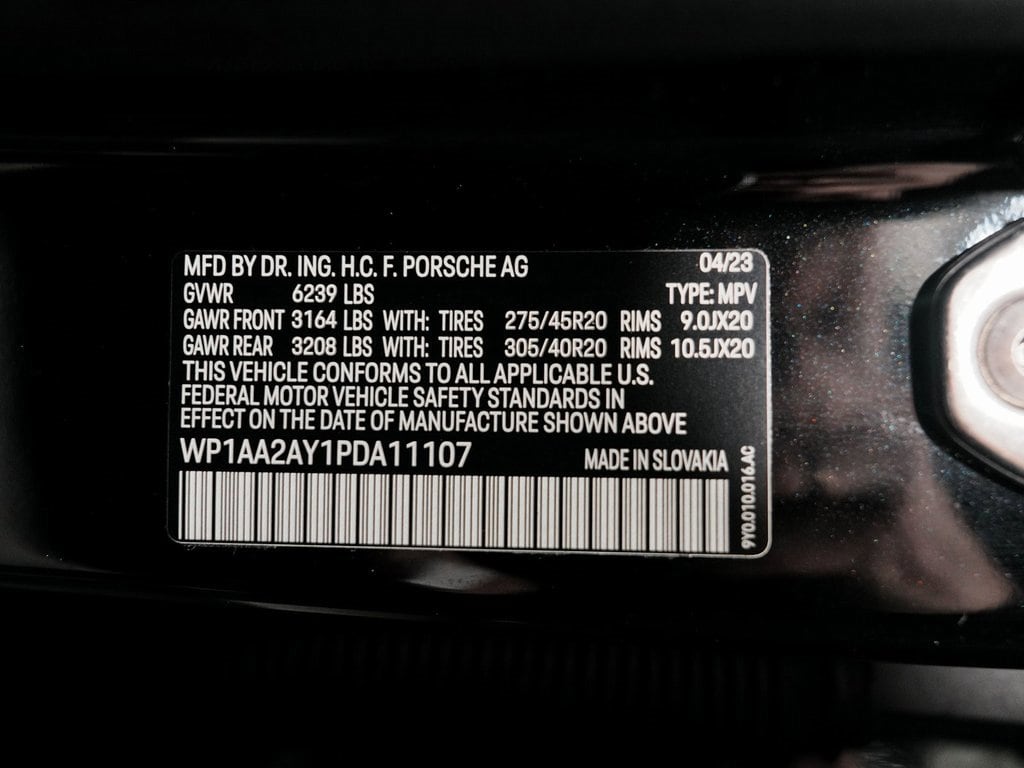 MFD BY DR. ING. H.C. F. PORSCHE AG 04/23
GVWR 6239 LBS TYPE: MPV
GAWR FRONT 3164 LBS WITH: TIRES 275/45R20 RIMS 9.0JX20
GAWR REAR 3208 LBS WITH: TIRES 305/40R20 RIMS 10.5JX20
THIS VEHICLE CONFORMS TO ALL APPLICABLE U.S.
FEDERAL MOTOR VEHICLE SAFETY STANDARDS IN
EFFECT ON THE DATE OF MANUFACTURE SHOWN ABOVE
WP1AA2AY1PDA11107 MADE IN SLOVAKIA
9Y0.010.016.AC